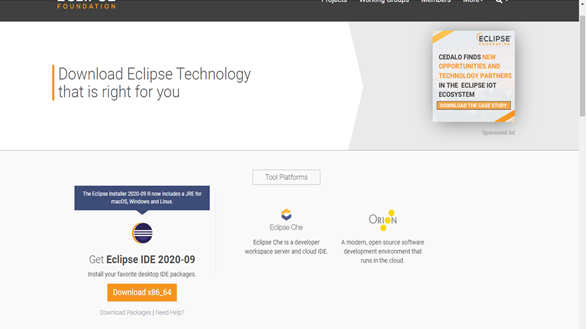 FOUNDATION
Projects Working Groups Members More
Download Eclipse Technology
that is right for you
ECLIPSE
FOUNDATION
CEDALO FINDS NEW
OPPORTUNITIES AND
TECHNOLOGY PARTNERS
IN THE ECLIPSE IOT
ECOSYSTEM
DOWNLOAD THE CASE STUDY
Sponsored Ad
Tool Platforms
The Eclipse Installer 2020-09 R now includes a JRE for
macOS, Windows and Linux.
Get Eclipse IDE 2020-09
Install your favorite desktop IDE packages.
Download x86_64
Download Packages | Need Help?
Eclipse Che
Eclipse Che is a developer
workspace server and cloud IDE.
ORION
A modern, open source software
development environment that
runs in the cloud.